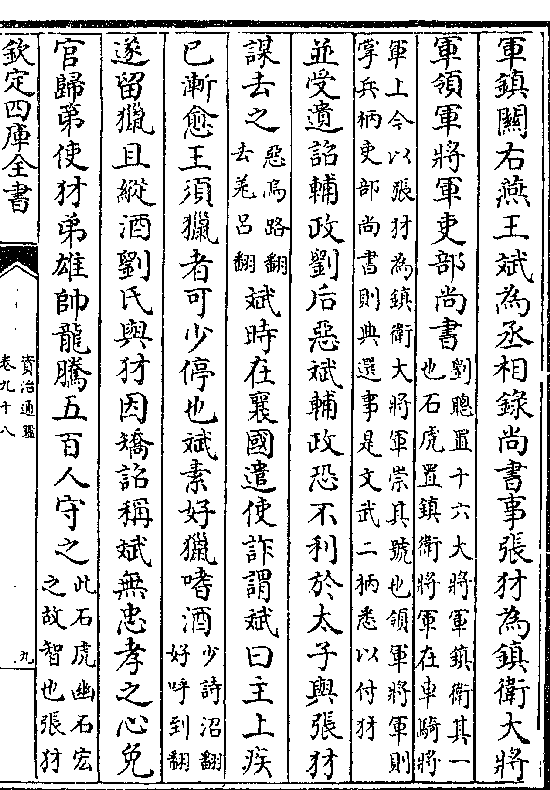 軍鎮關右燕王斌為丞相錄尚書事張犲為鎮衛大將
軍領軍將軍吏部尚書
劉聰置十六大將軍鎮衛其一
也石虎置鎮衛將軍在車騎將
軍上今以張犲為鎮衛大將軍崇其號也領軍將軍則
掌兵柄吏部尚書則典選事是文武二柄悉以付犲
並受遺詔輔政劉后惡斌輔政恐不利於太子與張犲
謀去之
惡烏路翻
去羌呂翻
斌時在襄國遣使詐謂斌曰主上疾
已漸愈王須獵者可少停也斌素好獵嗜酒
少詩沼翻
好呼到翻
遂留獵且縱酒劉氏與犲因矯詔稱斌無忠孝之心免
官歸第使犲弟雄帥龍騰五百人守之
此石虎幽石宏
之故智也張犲
欽定四庫全書
資治通鑑
卷九十八
九